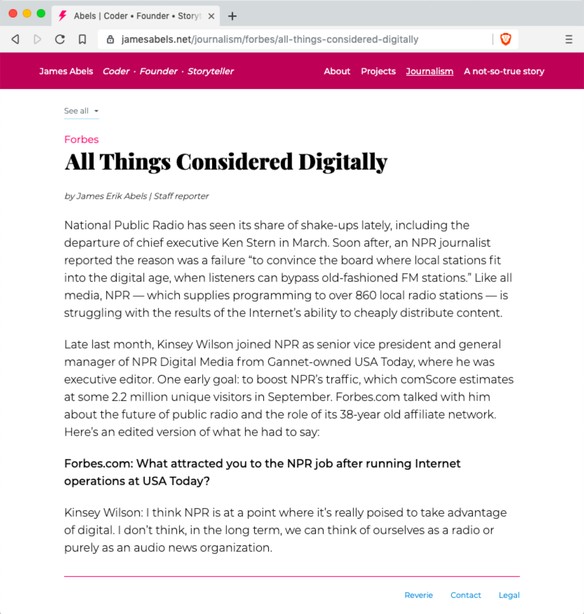 Abels | Coder • Founder • Story
jamesabels.net/journalism/forbes/all-things-considered-digitally
James Abels Coder · Founder · Storyteller About Projects Journalism A not-so-true story
See all
Forbes
All Things Considered Digitally
by James Erik Abels | Staff reporter
National Public Radio has seen its share of shake-ups lately, including the
departure of chief executive Ken Stern in March. Soon after, an NPR journalist
reported the reason was a failure “to convince the board where local stations fit
into the digital age, when listeners can bypass old-fashioned FM stations.” Like all
media, NPR — which supplies programming to over 860 local radio stations — is
struggling with the results of the Internet’s ability to cheaply distribute content.
Late last month, Kinsey Wilson joined NPR as senior vice president and general
manager of NPR Digital Media from Gannet-owned USA Today, where he was
executive editor. One early goal: to boost NPR’s traffic, which comScore estimates
at some 2.2 million unique visitors in September. Forbes.com talked with him
about the future of public radio and the role of its 38-year old affiliate network.
Here’s an edited version of what he had to say:
Forbes.com: What attracted you to the NPR job after running Internet
operations at USA Today?
Kinsey Wilson: I think NPR is at a point where it’s really poised to take advantage
of digital. I don’t think, in the long term, we can think of ourselves as a radio or
purely as an audio news organization.
Reverie Contact Legal